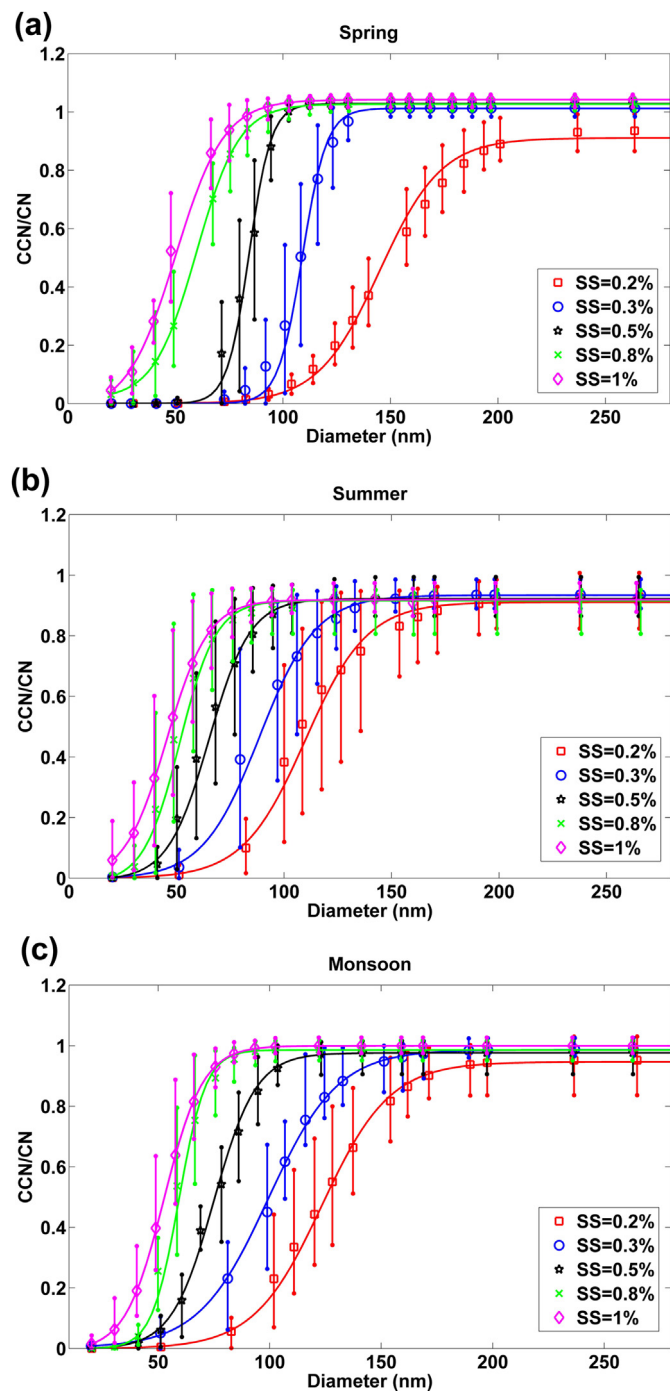 (a)
Spring
1.2
1
0.8
0.6
0.4
0.2
0
CCN/CN
SS=0.2%
SS=0.3%
SS=0.5%
SS=0.8%
SS=1%
0 50 100 150 200 250
Diameter (nm)
(b)
Summer
1.2
1
0.8
0.6
0.4
0.2
0
CCN/CN
SS=0.2%
SS=0.3%
SS=0.5%
SS=0.8%
SS=1%
0 50 100 150 200 250
Diameter (nm)
(c)
Monsoon
1.2
1
0.8
0.6
0.4
0.2
0
CCN/CN
SS=0.2%
SS=0.3%
SS=0.5%
SS=0.8%
SS=1%
50 100 150 200 250
Diameter (nm)